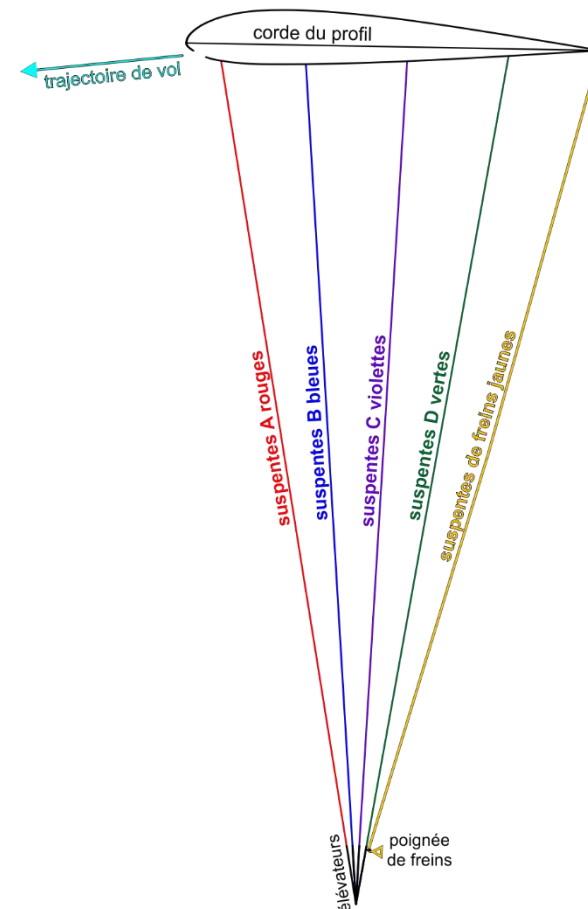 corde du profil
trajectoire de vol
suspentes A rouges
suspentes B bleues
suspentes C violettes
suspentes D vertes
suspentes de freins jaunes
élévateurs
poignée
de freins